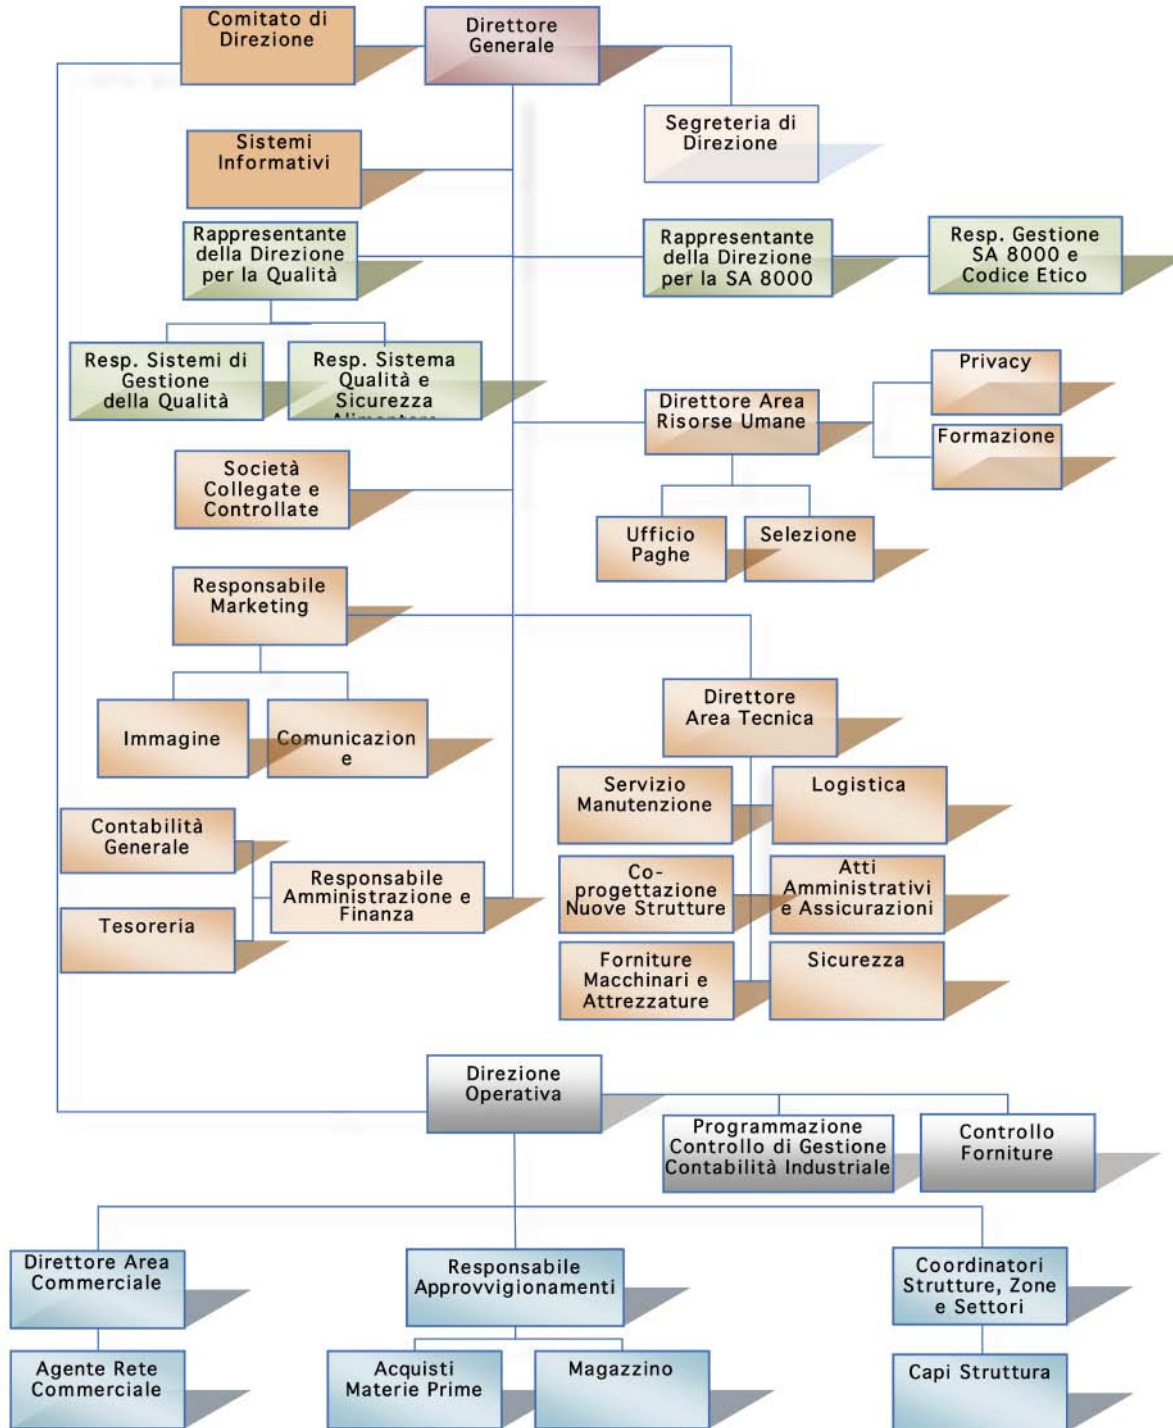 Comitato di
Direzione
Direttore
Generale
Segreteria di
Direzione
Sistemi
Informativi
Rappresentante
della Direzione
per la Qualità
Rappresentante
della Direzione
per la SA 8000
Resp. Gestione
SA 8000 e
Codice Etico
Resp. Sistemi di
Gestione
della Qualità
Resp. Sistema
Qualità e
Sicurezza
Alimentare
Direttore Area
Risorse Umane
Privacy
Formazione
Società
Collegate e
Controllate
Ufficio
Paghe
Selezione
Responsabile
Marketing
Immagine
Comunicazion
e
Direttore
Area Tecnica
Servizio
Manutenzione
Logistica
Co-
progettazione
Nuove Strutture
Atti
Amministrativi
e Assicurazioni
Forniture
Macchinari e
Attrezzature
Sicurezza
Contabilità
Generale
Responsabile
Amministrazione e
Finanza
Tesoreria
Direzione
Operativa
Programmazione
Controllo di Gestione
Contabilità Industriale
Controllo
Forniture
Direttore Area
Commerciale
Responsabile
Approvvigionamenti
Coordinatori
Strutture, Zone
e Settori
Agente Rete
Commerciale
Acquisti
Materie Prime
Magazzino
Capi Struttura